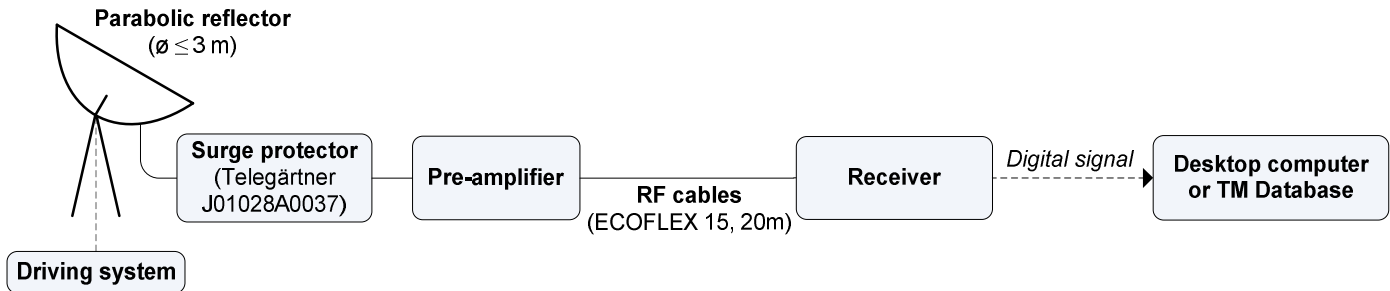 Parabolic reflector
(ø ≤ 3 m)
Surge protector
(Telegärtner
J01028A0037)
Pre-amplifier
RF cables
(ECOFLEX 15, 20m)
Receiver
Digital signal
Desktop computer
or TM Database
Driving system